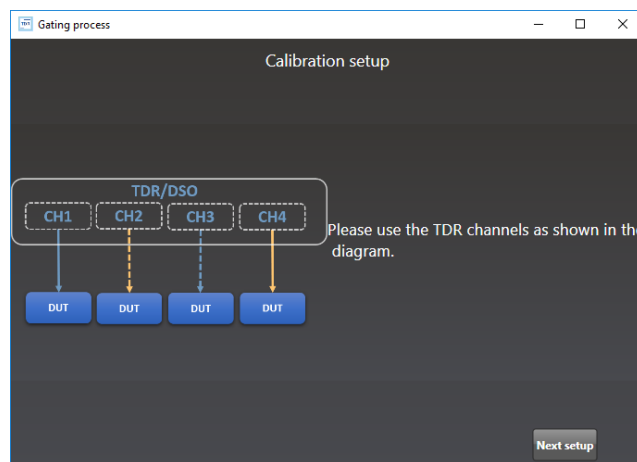 Gating process
Calibration setup
TDR/DSO
CH1 CH2 CH3 CH4
Please use the TDR channels as shown in the
diagram.
DUT DUT DUT DUT
Next setup